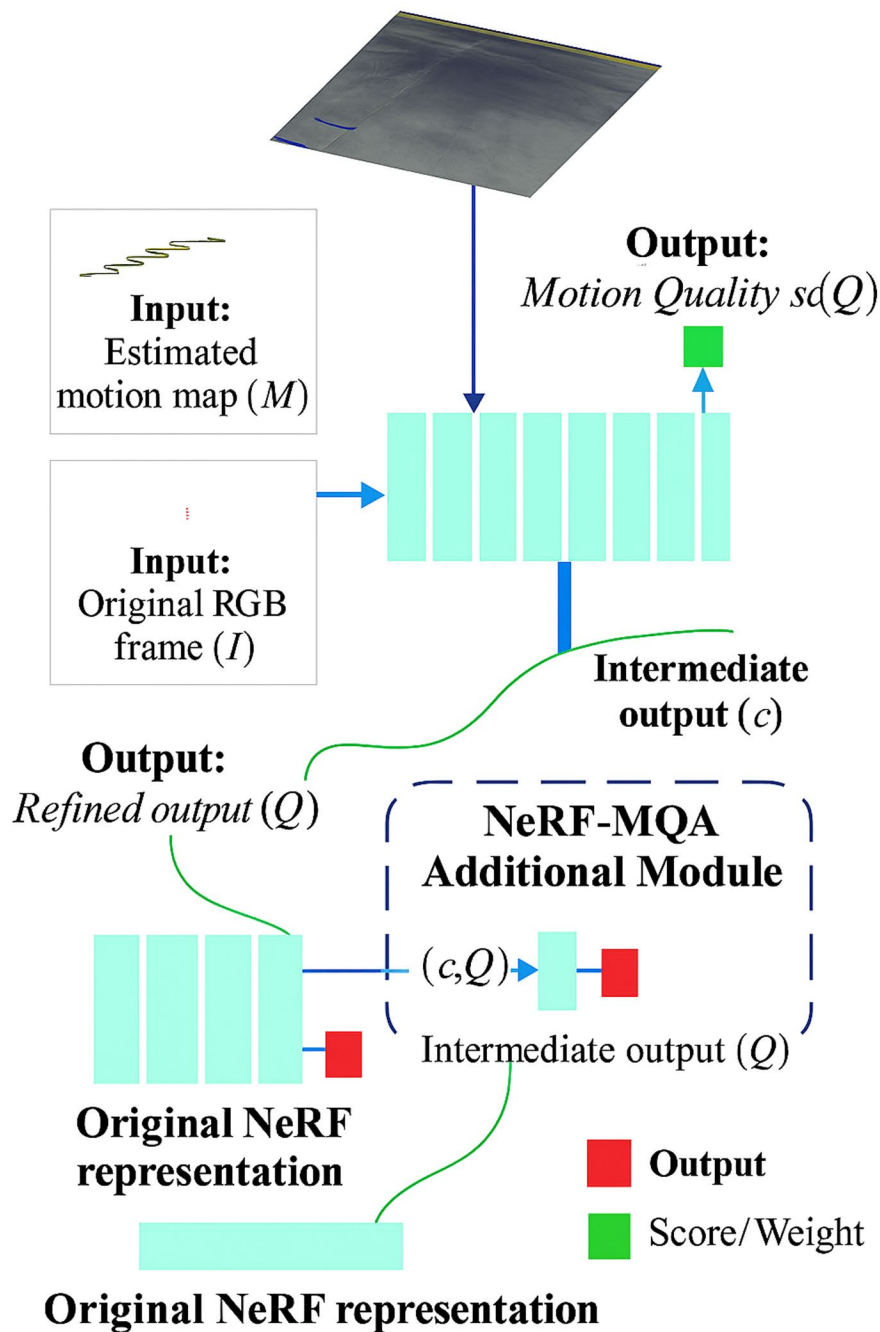 Output:
Motion Quality sc(Q)
Input:
Estimated
motion map (M)
Input:
Original RGB
frame (I)
Intermediate
output (c)
Output:
Refined output (Q)
NeRF-MQA
Additional Module
(c,Q)
Intermediate output (Q)
Original NeRF
representation
Output
Score/Weight
Original NeRF representation